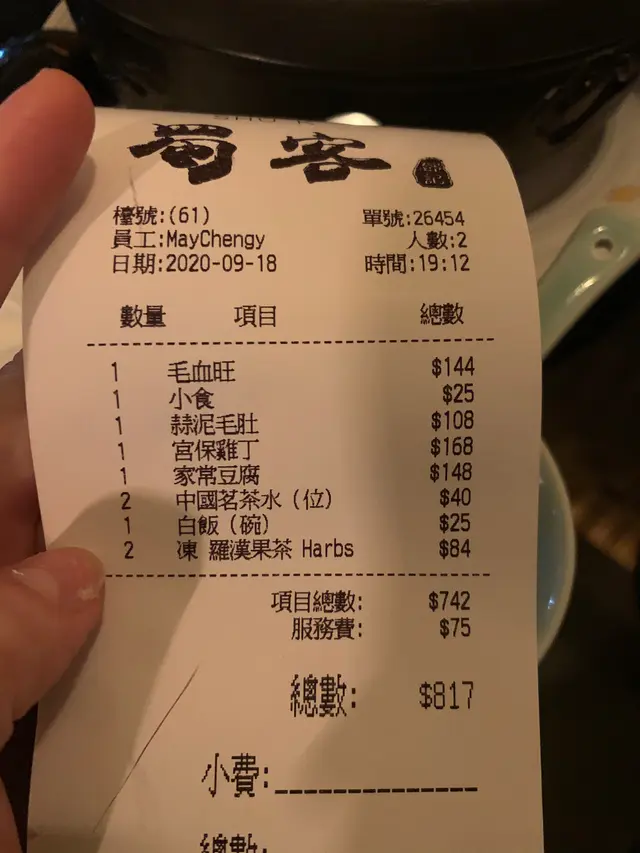 蜀客
檯號:(61) 單號:26454
員工:MayChengy 人數:2
日期:2020-09-18 時間:19:12
數量 項目 總數
1 毛血旺 $144
1 小食 $25
1 蒜泥毛肚 $108
1 宮保雞丁 $168
1 家常豆腐 $148
2 中國茗茶水（位） $40
1 白飯（碗） $25
2 凍 羅漢果茶 Harbs $84
項目總數: $742
服務費: $75
總數: $817
小費:
總數: